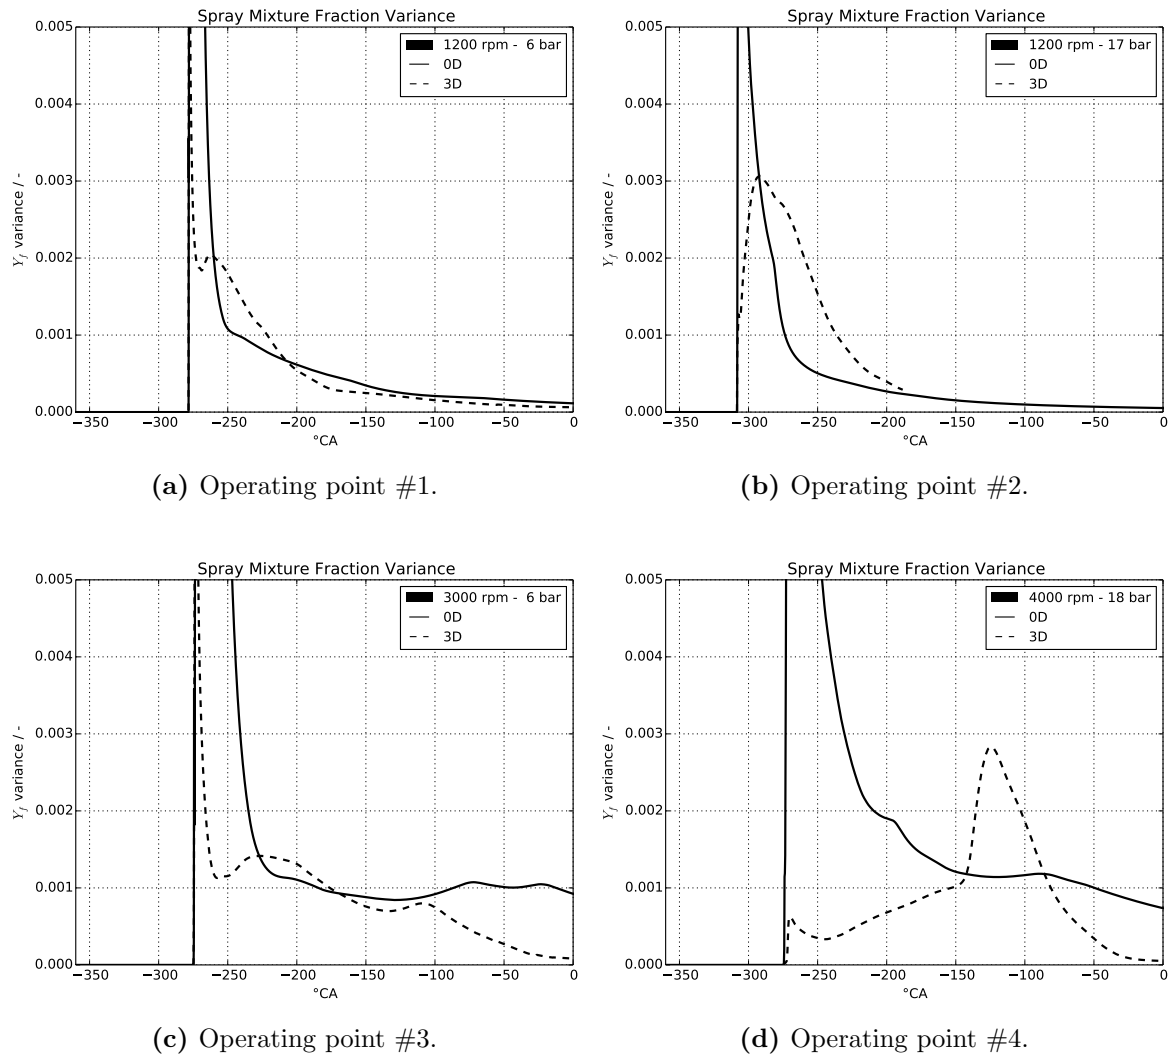 Spray Mixture Fraction Variance
0.005
0.004
0.003
0.002
0.001
0.000
Y_f variance / -
1200 rpm - 6 bar
0D
3D
−350 −300 −250 −200 −150 −100 −50 0
°CA
(a) Operating point #1.
Spray Mixture Fraction Variance
0.005
0.004
0.003
0.002
0.001
0.000
Y_f variance / -
1200 rpm - 17 bar
0D
3D
−350 −300 −250 −200 −150 −100 −50 0
°CA
(b) Operating point #2.
Spray Mixture Fraction Variance
0.005
0.004
0.003
0.002
0.001
0.000
Y_f variance / -
3000 rpm - 6 bar
0D
3D
−350 −300 −250 −200 −150 −100 −50 0
°CA
(c) Operating point #3.
Spray Mixture Fraction Variance
0.005
0.004
0.003
0.002
0.001
0.000
Y_f variance / -
4000 rpm - 18 bar
0D
3D
−350 −300 −250 −200 −150 −100 −50 0
°CA
(d) Operating point #4.